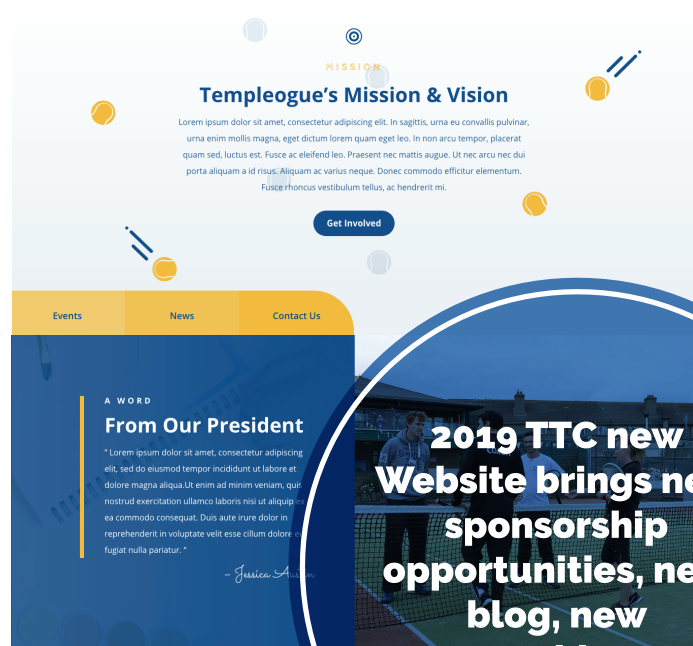 MISSION
Templeogue’s Mission & Vision
Lorem ipsum dolor sit amet, consectetur adipiscing elit. In sagittis, urna eu convallis pulvinar,
urna enim mollis magna, eget dictum lorem quam eget leo. In non arcu tempor, placerat
quam sed, luctus est. Fusce ac eleifend leo. Praesent nec mattis augue. Ut nec arcu nec dui
porta aliquam a id risus. Aliquam ac varius neque. Donec commodo efficitur elementum.
Fusce rhoncus vestibulum tellus, ac hendrerit mi.
Get Involved
Events
News
Contact Us
A WORD
From Our President
" Lorem ipsum dolor sit amet, consectetur adipiscing
elit, sed do eiusmod tempor incididunt ut labore et
dolore magna aliqua.Ut enim ad minim veniam, quis
nostrud exercitation ullamco laboris nisi ut aliquip ex
ea commodo consequat. Duis aute irure dolor in
reprehenderit in voluptate velit esse cillum dolore eu
fugiat nulla pariatur. "
– Jessica Austin
2019 TTC new
Website brings ne
sponsorship
opportunities, ne
blog, new